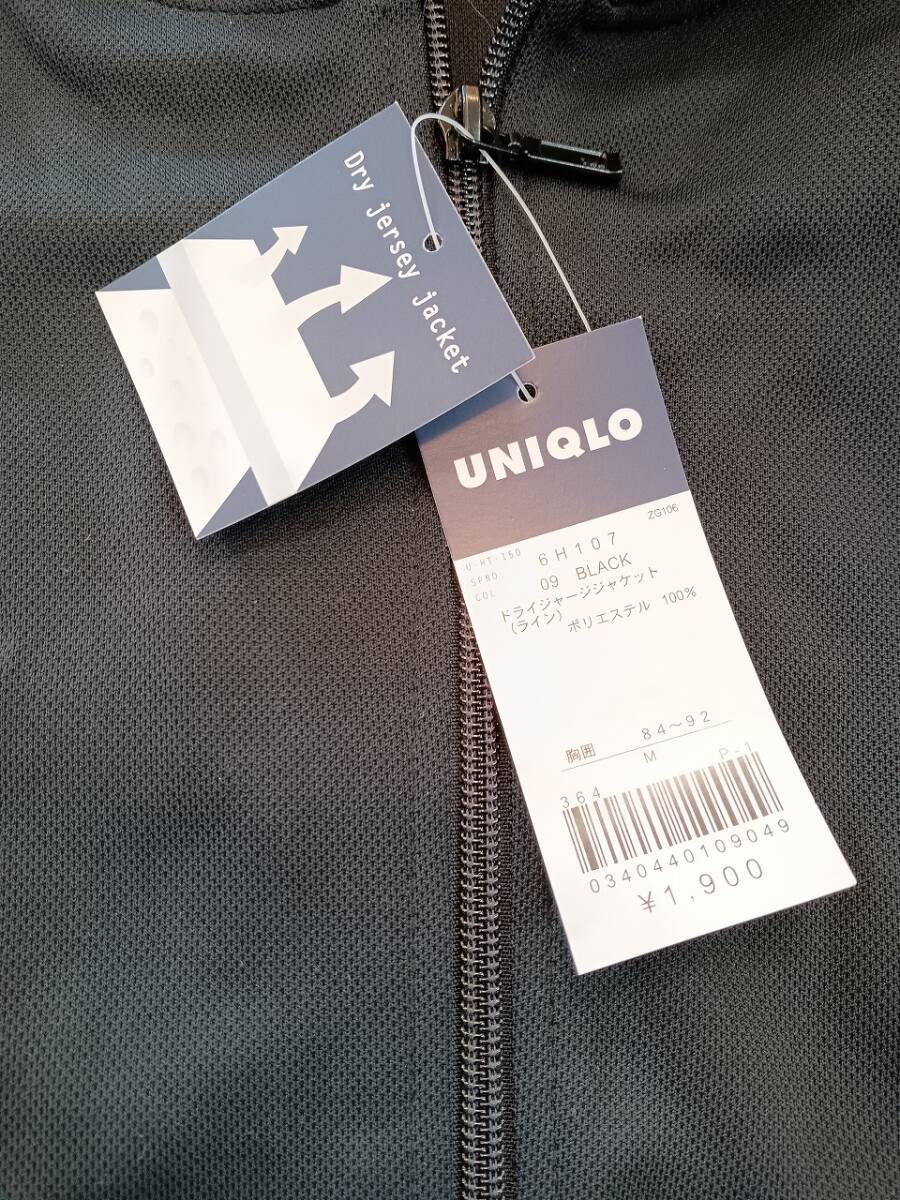 Dry jersey jacket
UNIQLO
ZG106
U-HT-150
6H107
SPRO
COL 09 BLACK
ドライジャージジャケット
(ライン) ポリエステル 100%
胸囲 84～92
M P-1
364
0340440109049
¥1,900